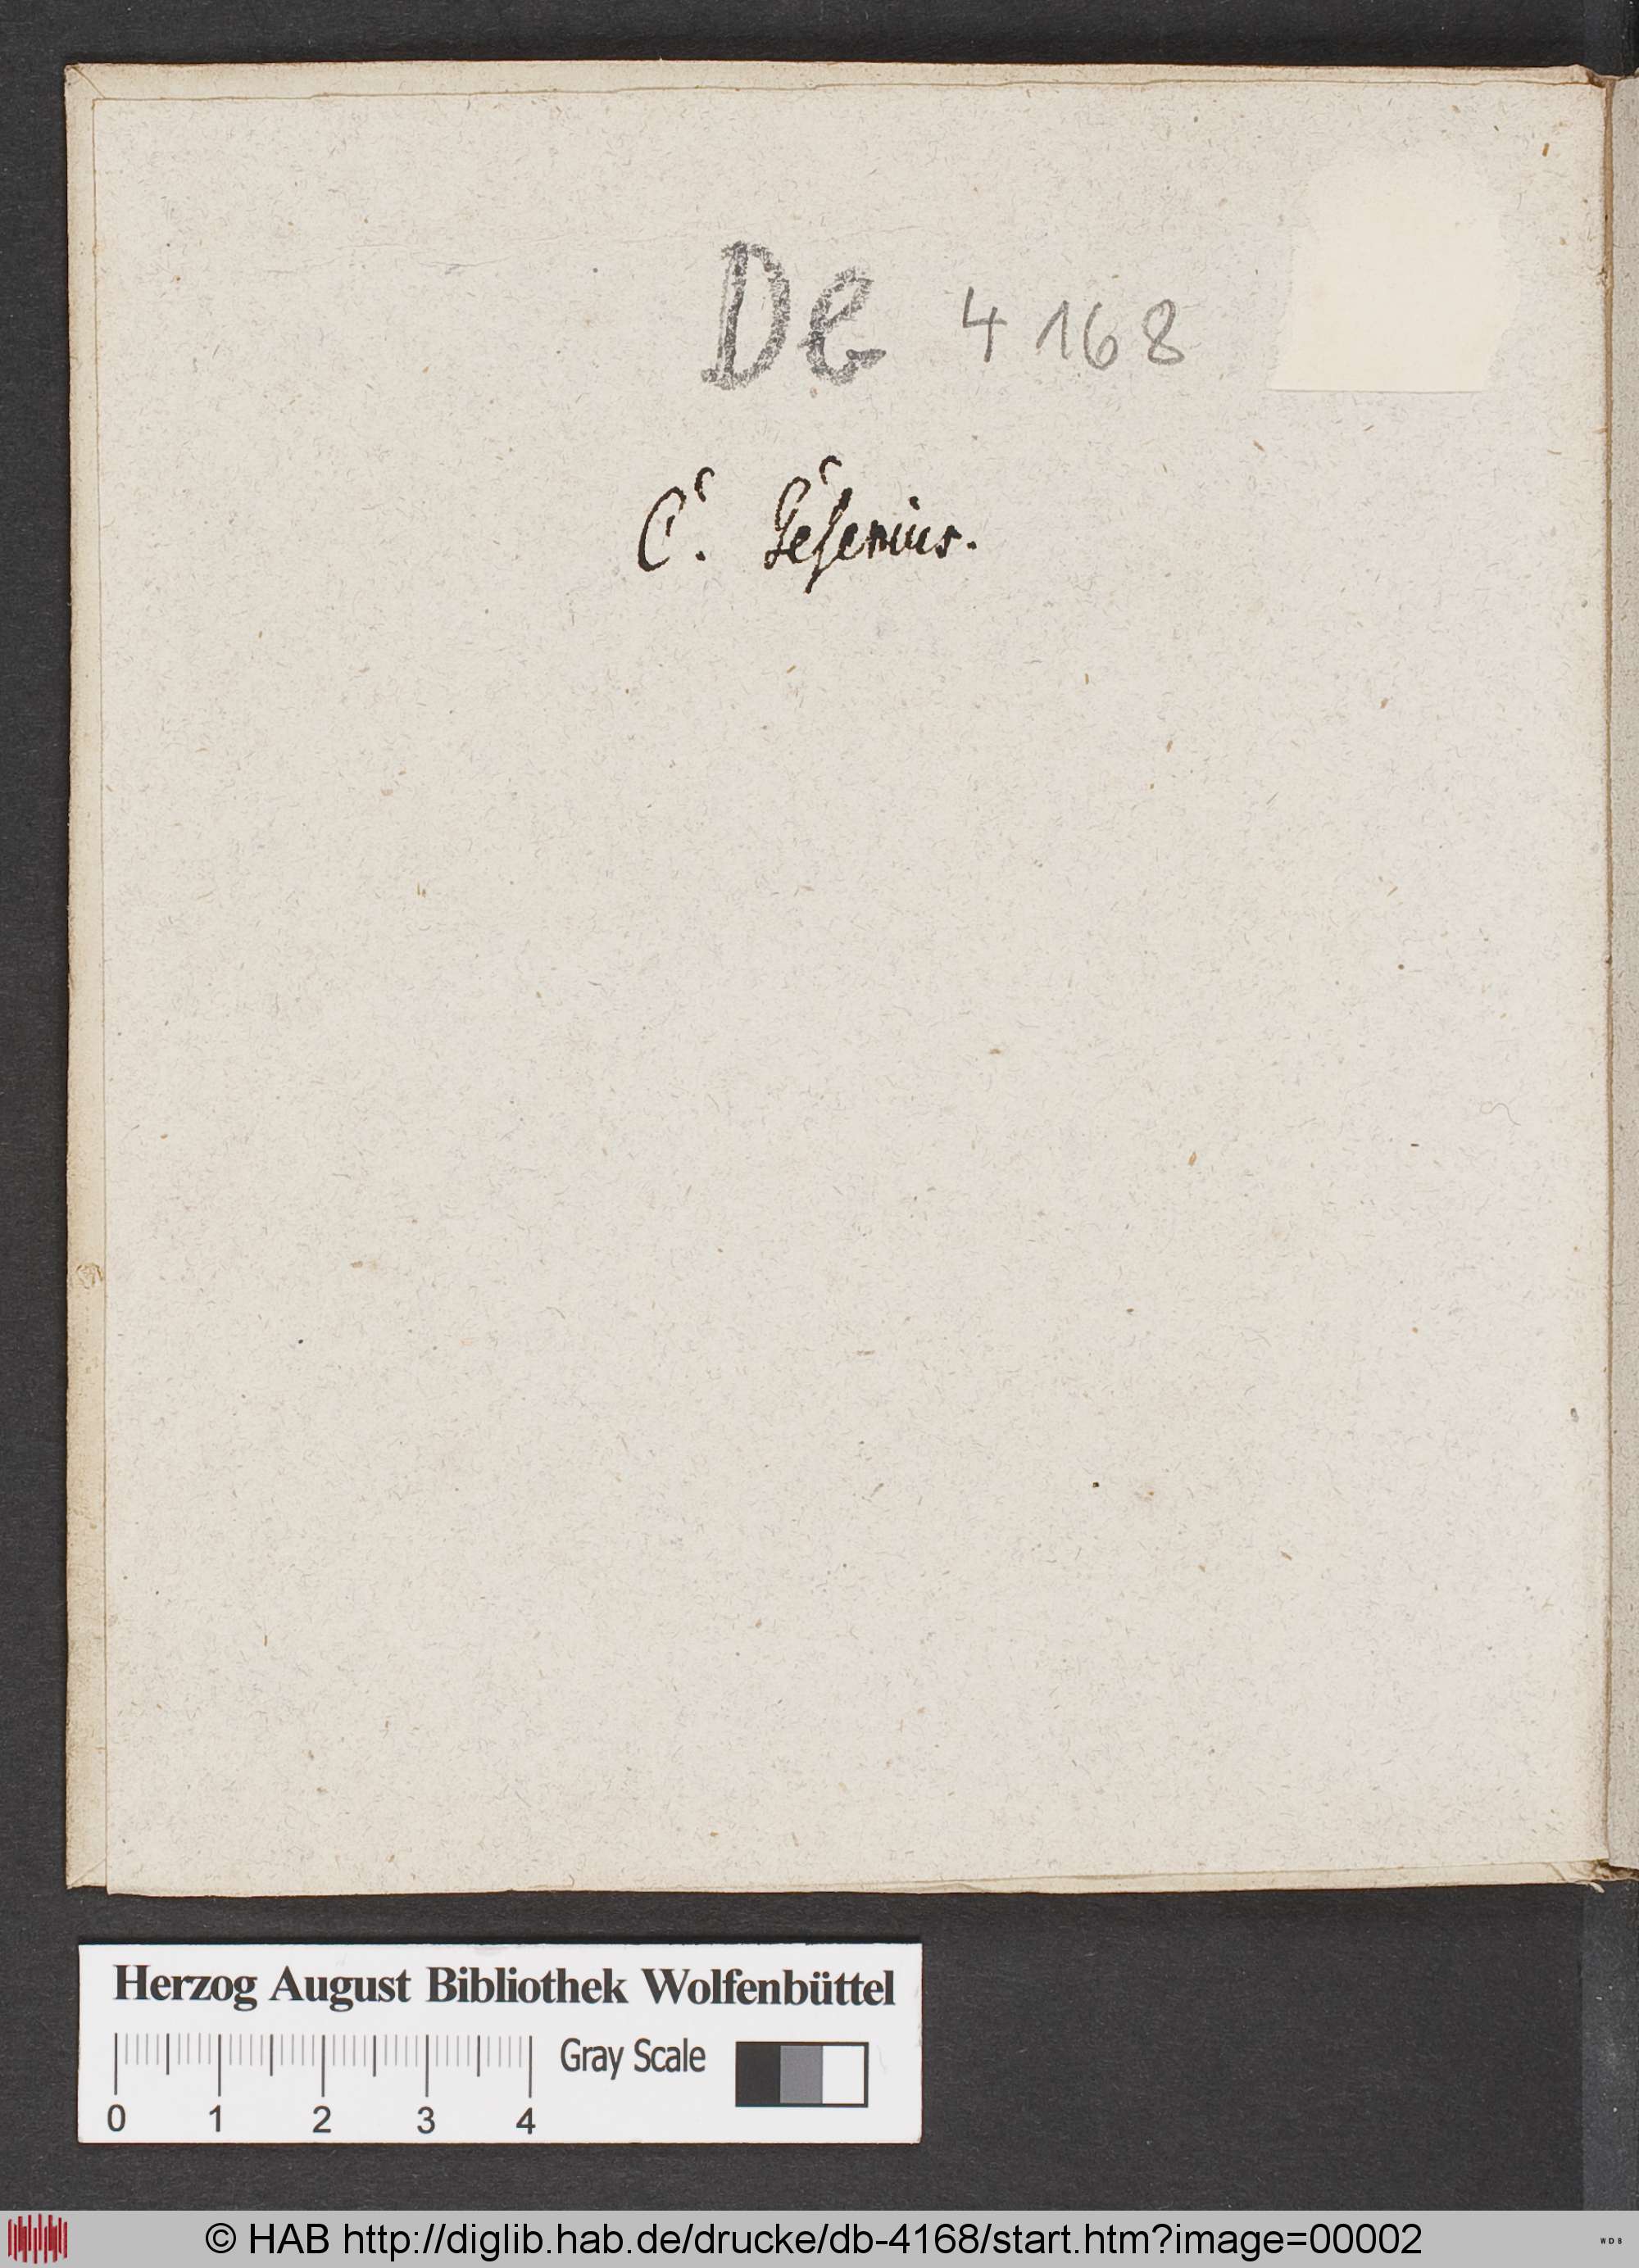 De 4168
C. Gesenius.
Herzog August Bibliothek Wolfenbüttel
Gray Scale
0 1 2 3 4
© HAB http://diglib.hab.de/drucke/db-4168/start.htm?image=00002
WDB